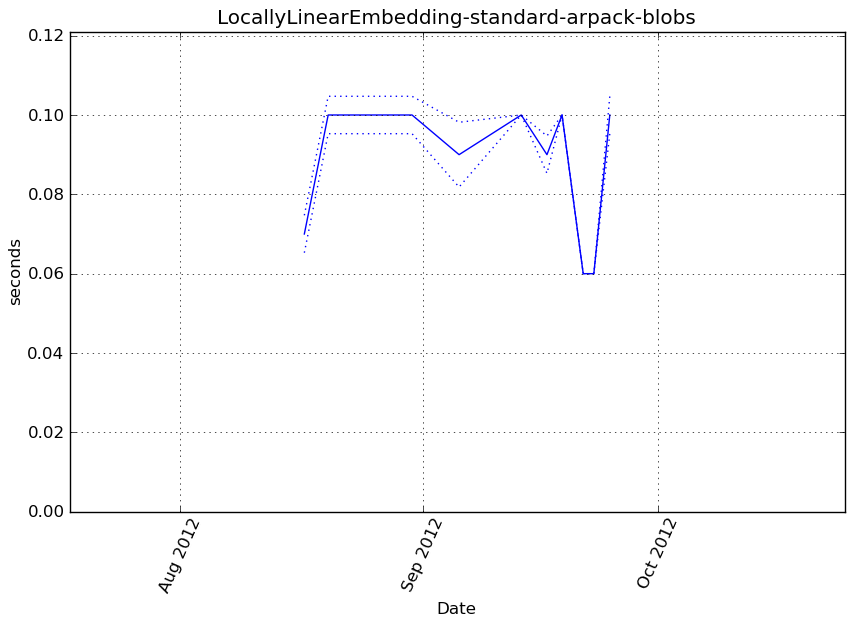 LocallyLinearEmbedding-standard-arpack-blobs
0.12
0.10
0.08
0.06
0.04
0.02
0.00
seconds
Aug 2012
Sep 2012
Oct 2012
Date